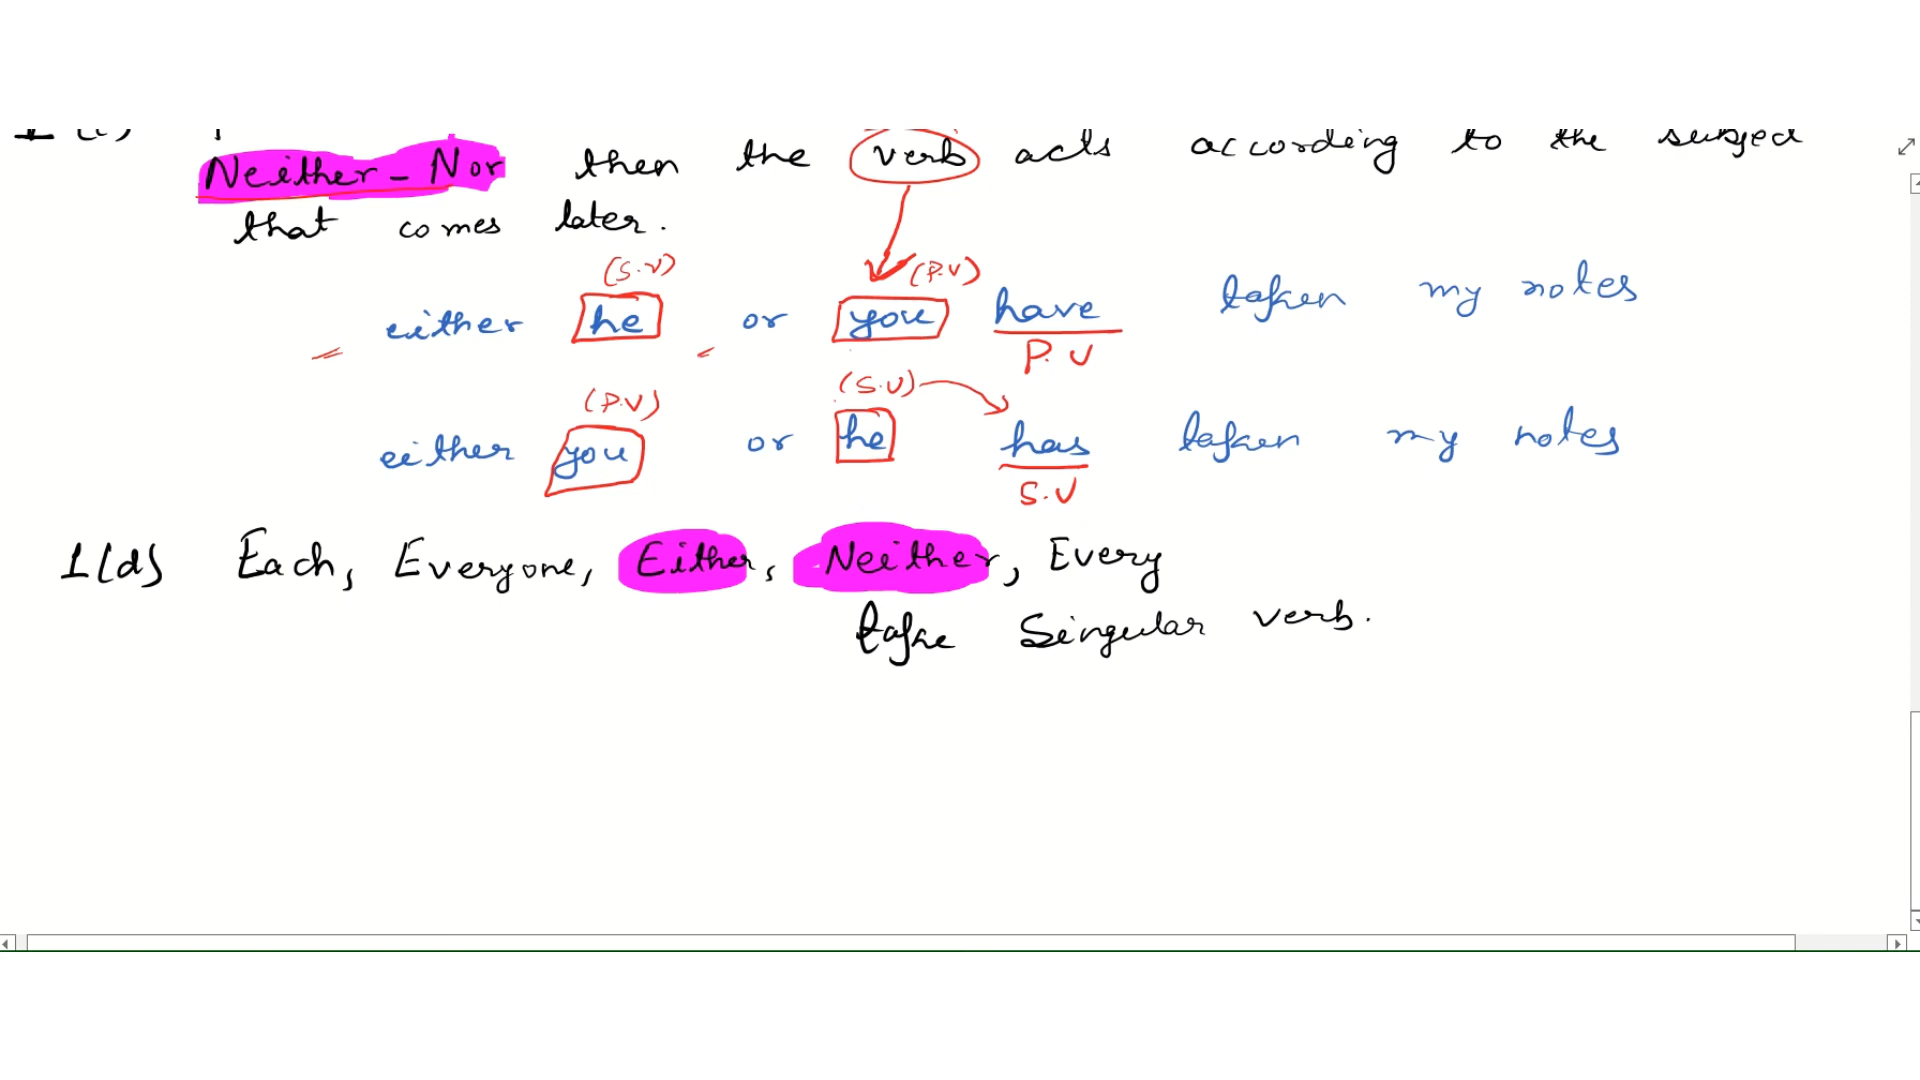 Neither - Nor then the verb acts according to the subject
that comes later.
(S.V) (P.V)
either he or you have taken my notes
P.V
(P.V) (S.V)
either you or he has taken my notes
S.V
1(d) Each, Everyone, Either, Neither, Every
take Singular verb.